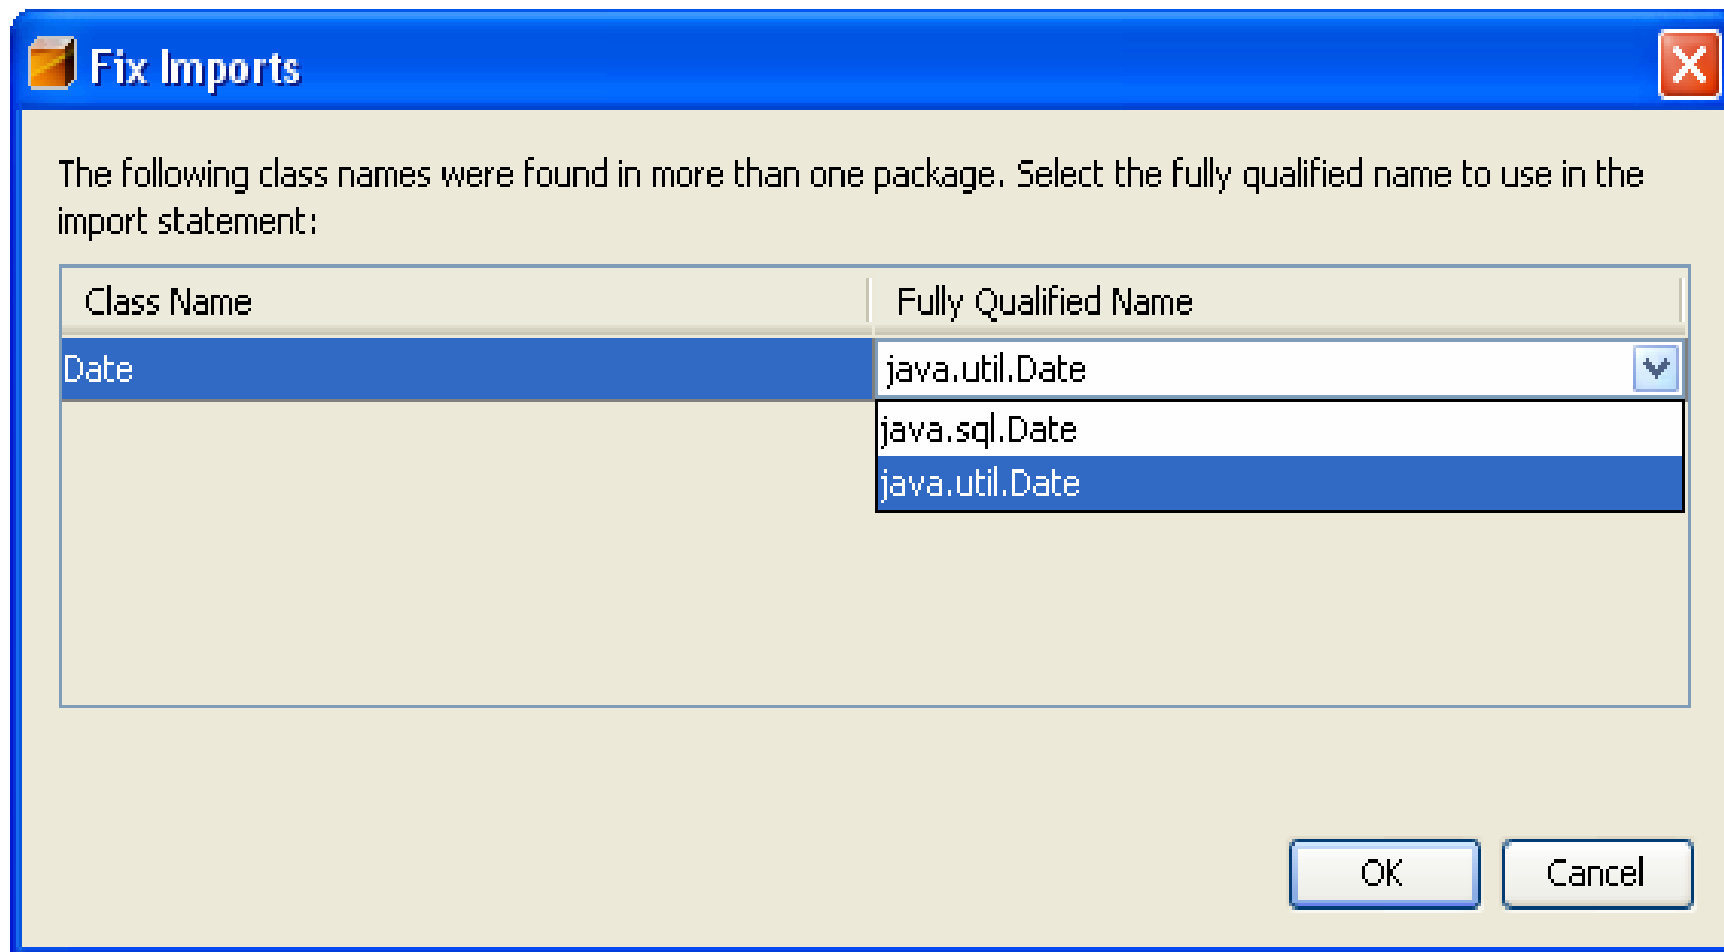 Fix Imports
The following class names were found in more than one package. Select the fully qualified name to use in the
import statement:
Class Name Fully Qualified Name
Date java.util.Date
java.sql.Date
java.util.Date
OK Cancel